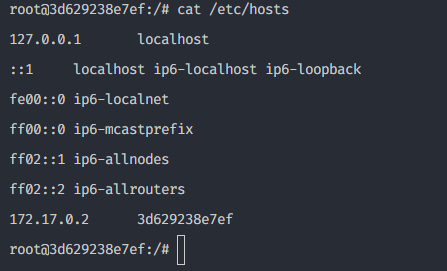 root@3d629238e7ef:/# cat /etc/hosts
127.0.0.1       localhost
::1     localhost ip6-localhost ip6-loopback
fe00::0 ip6-localnet
ff00::0 ip6-mcastprefix
ff02::1 ip6-allnodes
ff02::2 ip6-allrouters
172.17.0.2      3d629238e7ef
root@3d629238e7ef:/#